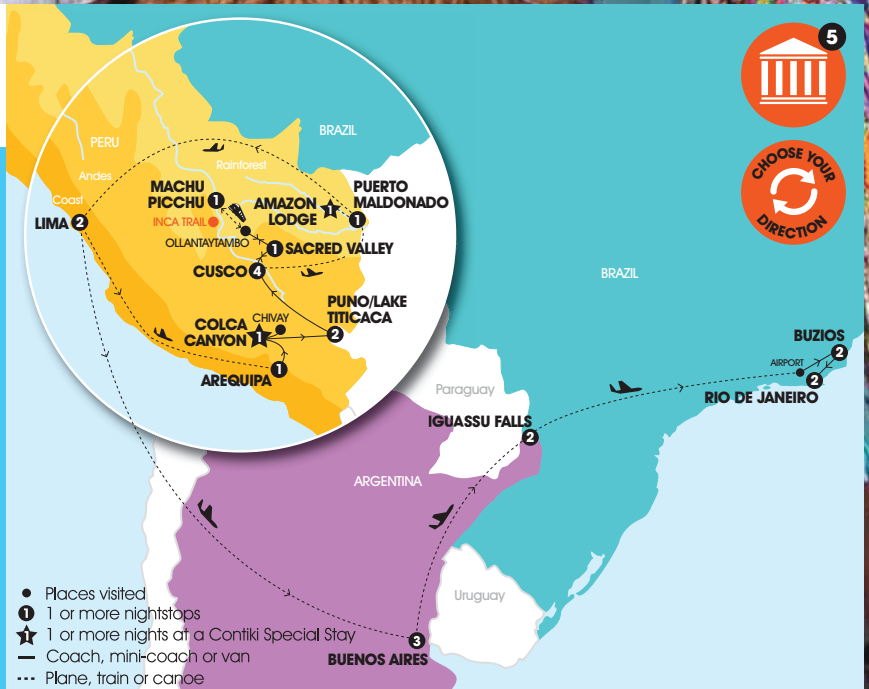 5
CHOOSE YOUR
DIRECTION
BRAZIL
PERU
Rainforest
Andes
MACHU
PICCHU
1
AMAZON
LODGE
1
PUERTO
MALDONADO
1
Coast
LIMA 2
INCA TRAIL
OLLANTAYTAMBO
1 SACRED VALLEY
CUSCO 4
BRAZIL
PUNO/LAKE
TITICACA
2
CHIVAY
COLCA
CANYON
1
AREQUIPA
1
BUZIOS
2
AIRPORT
2
RIO DE JANEIRO
Paraguay
IGUASSU FALLS
2
ARGENTINA
Uruguay
3
BUENOS AIRES
Places visited
1 1 or more nightstops
1 1 or more nights at a Contiki Special Stay
Coach, mini-coach or van
Plane, train or canoe